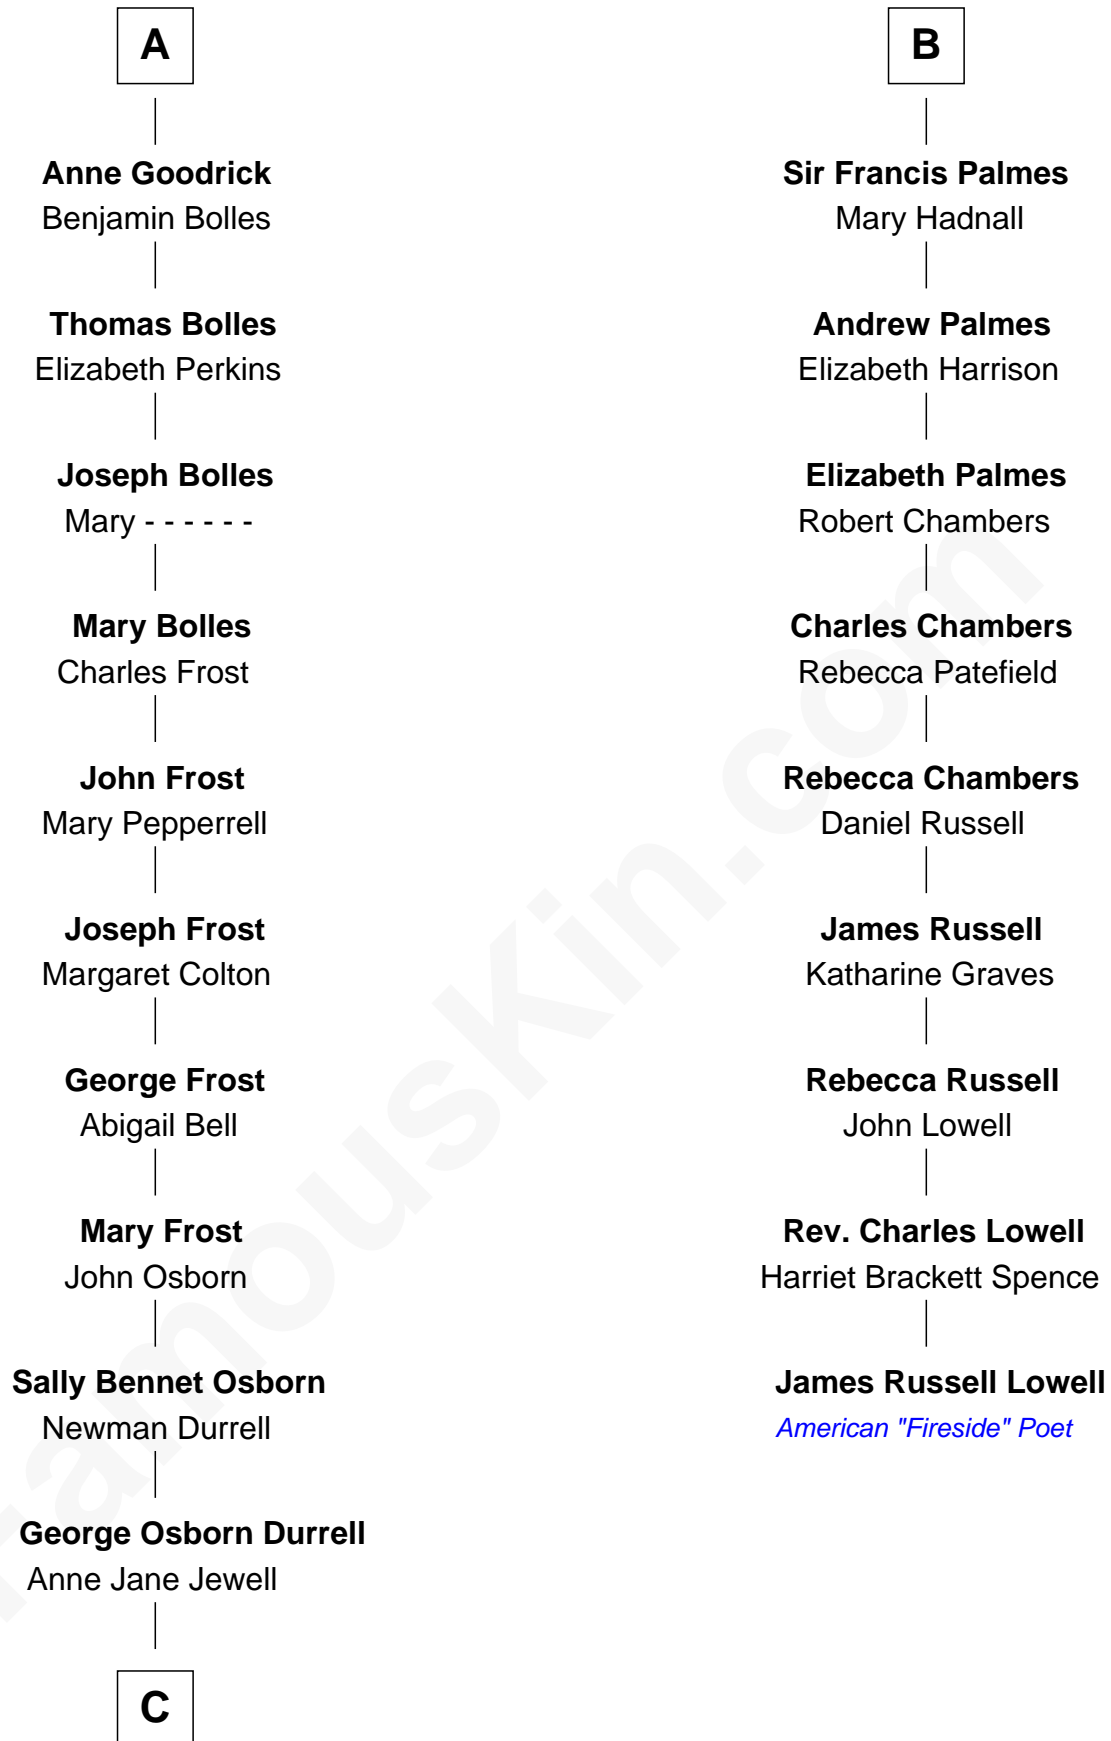 A
Anne Goodrick
Benjamin Bolles
Thomas Bolles
Elizabeth Perkins
Joseph Bolles
Mary - - - - - -
Mary Bolles
Charles Frost
John Frost
Mary Pepperrell
Joseph Frost
Margaret Colton
George Frost
Abigail Bell
Mary Frost
John Osborn
Sally Bennet Osborn
Newman Durrell
George Osborn Durrell
Anne Jane Jewell
C
B
Sir Francis Palmes
Mary Hadnall
Andrew Palmes
Elizabeth Harrison
Elizabeth Palmes
Robert Chambers
Charles Chambers
Rebecca Patefield
Rebecca Chambers
Daniel Russell
James Russell
Katharine Graves
Rebecca Russell
John Lowell
Rev. Charles Lowell
Harriet Brackett Spence
James Russell Lowell
American "Fireside" Poet
FamousKin.com